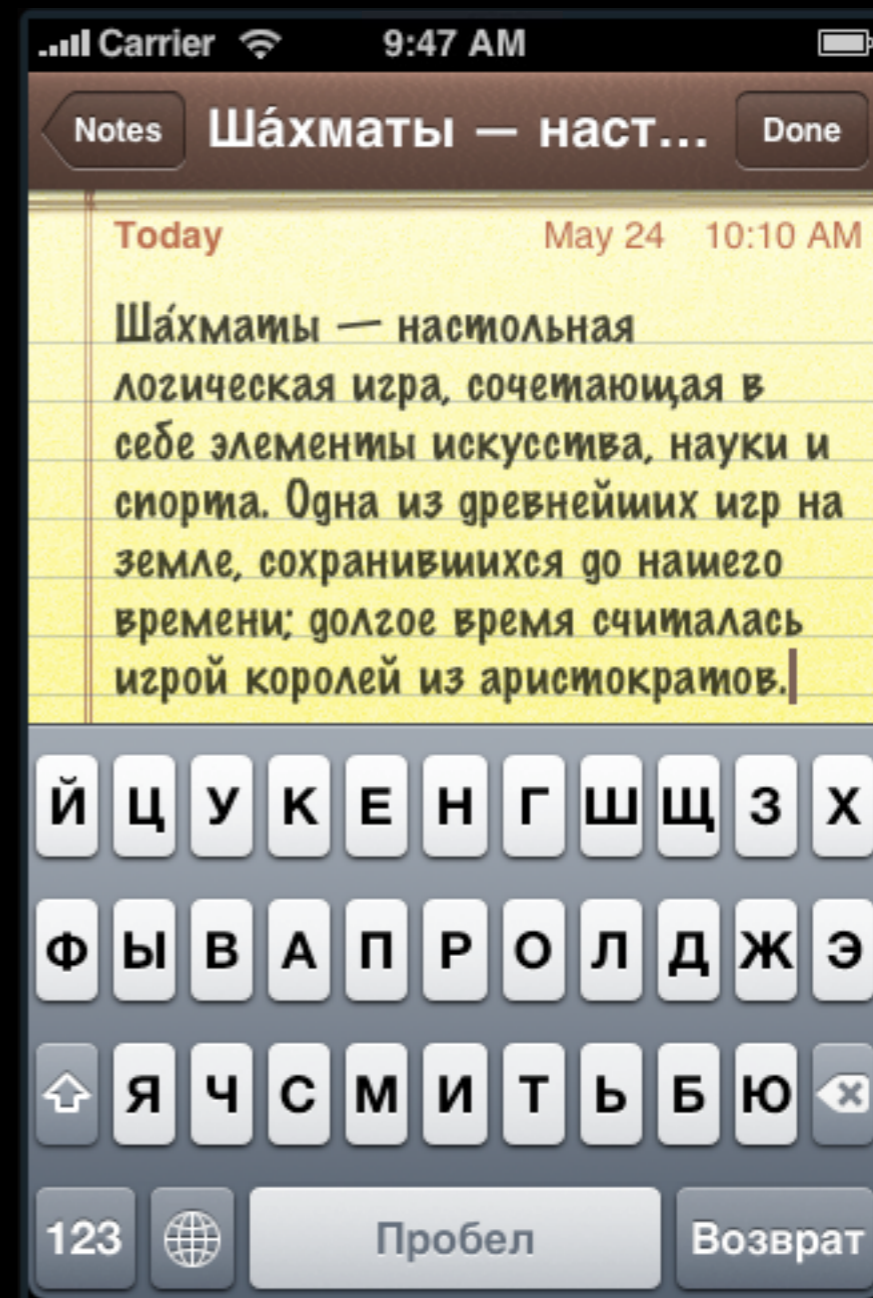 Carrier 9:47 AM
Notes Ша́хматы — наст... Done
Today May 24 10:10 AM
Ша́хматы — настольная
логическая игра, сочетающая в
себе элементы искусства, науки и
спорта. Одна из древнейших игр на
земле, сохранившихся до нашего
времени; долгое время считалась
игрой королей из аристократов.
Й Ц У К Е Н Г Ш Щ З Х
Ф Ы В А П Р О Л Д Ж Э
Я Ч С М И Т Ь Б Ю
123 Пробел Возврат